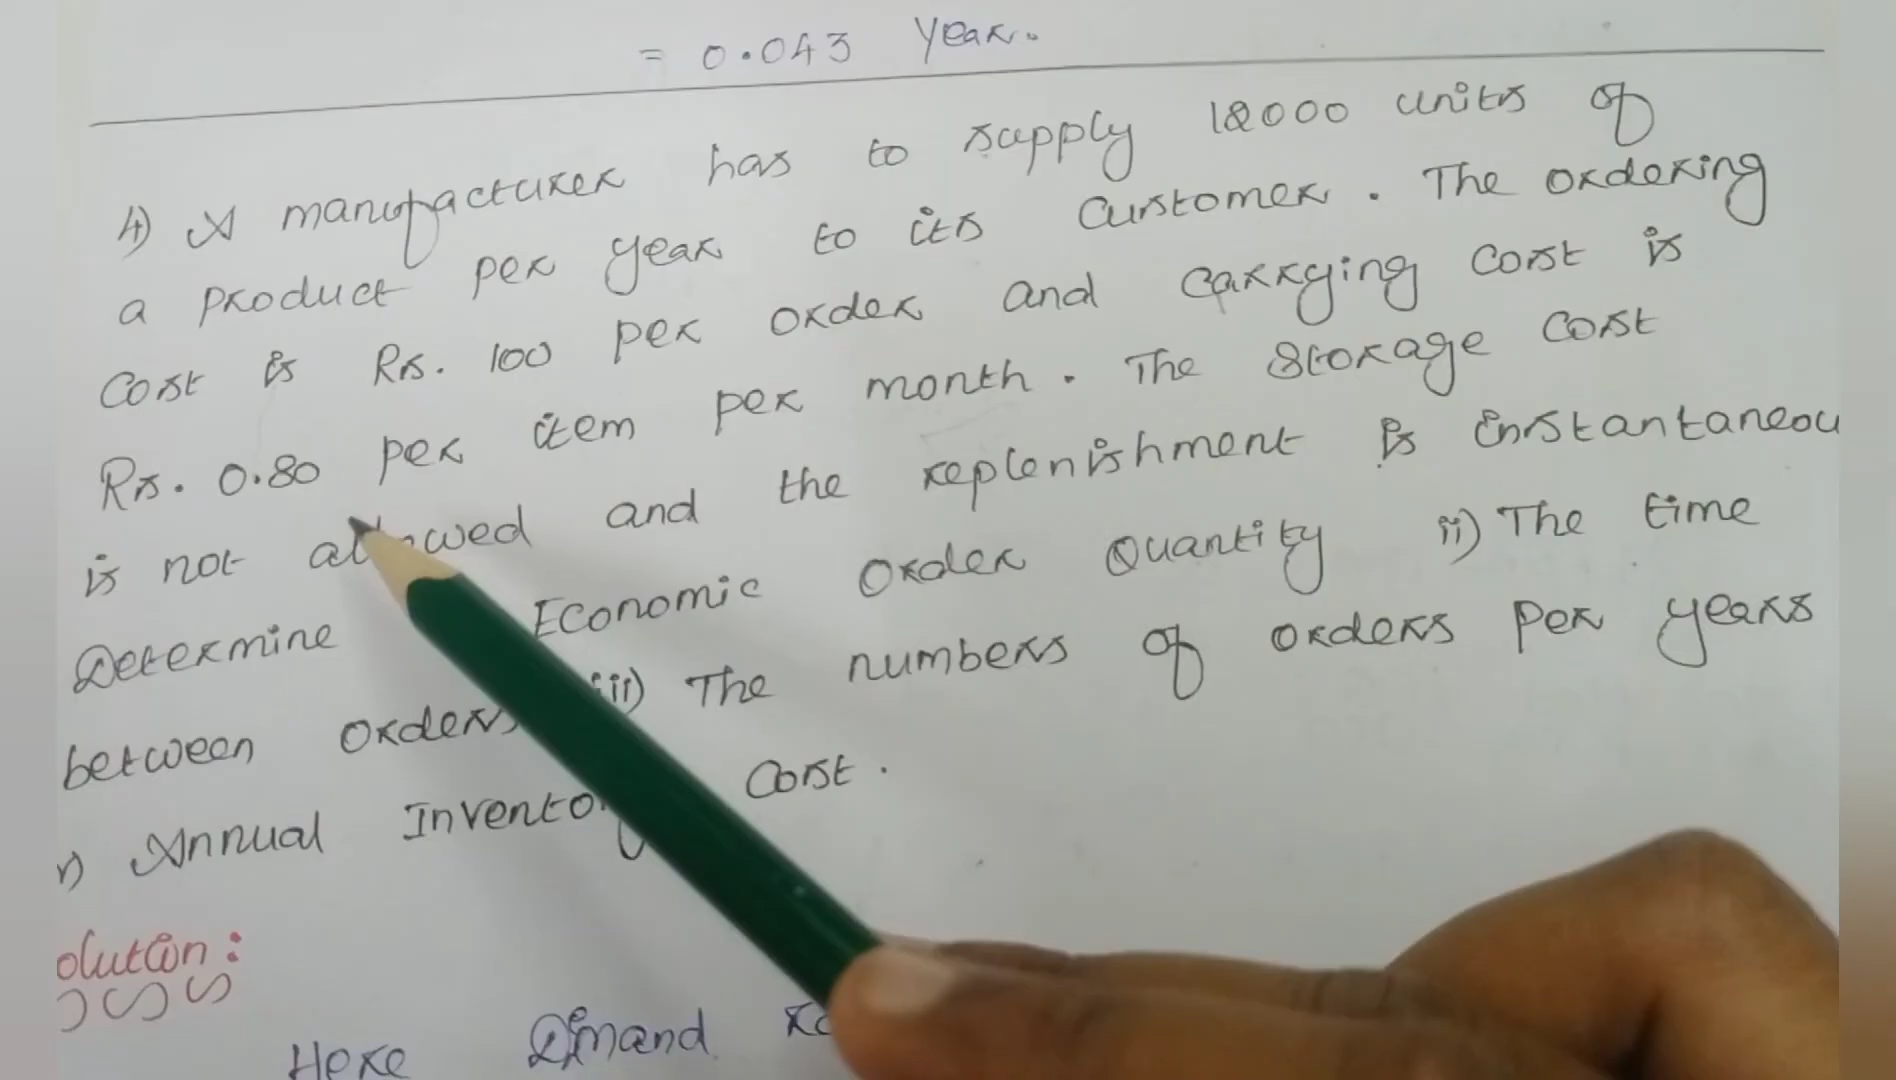 = 0.043 Year.
4) A manufacturer has to supply 12000 units of
a product per year to its customer. The ordering
cost is Rs. 100 per order and carrying cost is
Rs. 0.80 per item per month. The storage cost
is not allowed and the replenishment is instantaneou
Determine Economic Order Quantity ii) The time
between orders iii) The numbers of orders per years
v) Annual Inventory Cost.
olution:
Here Dimand